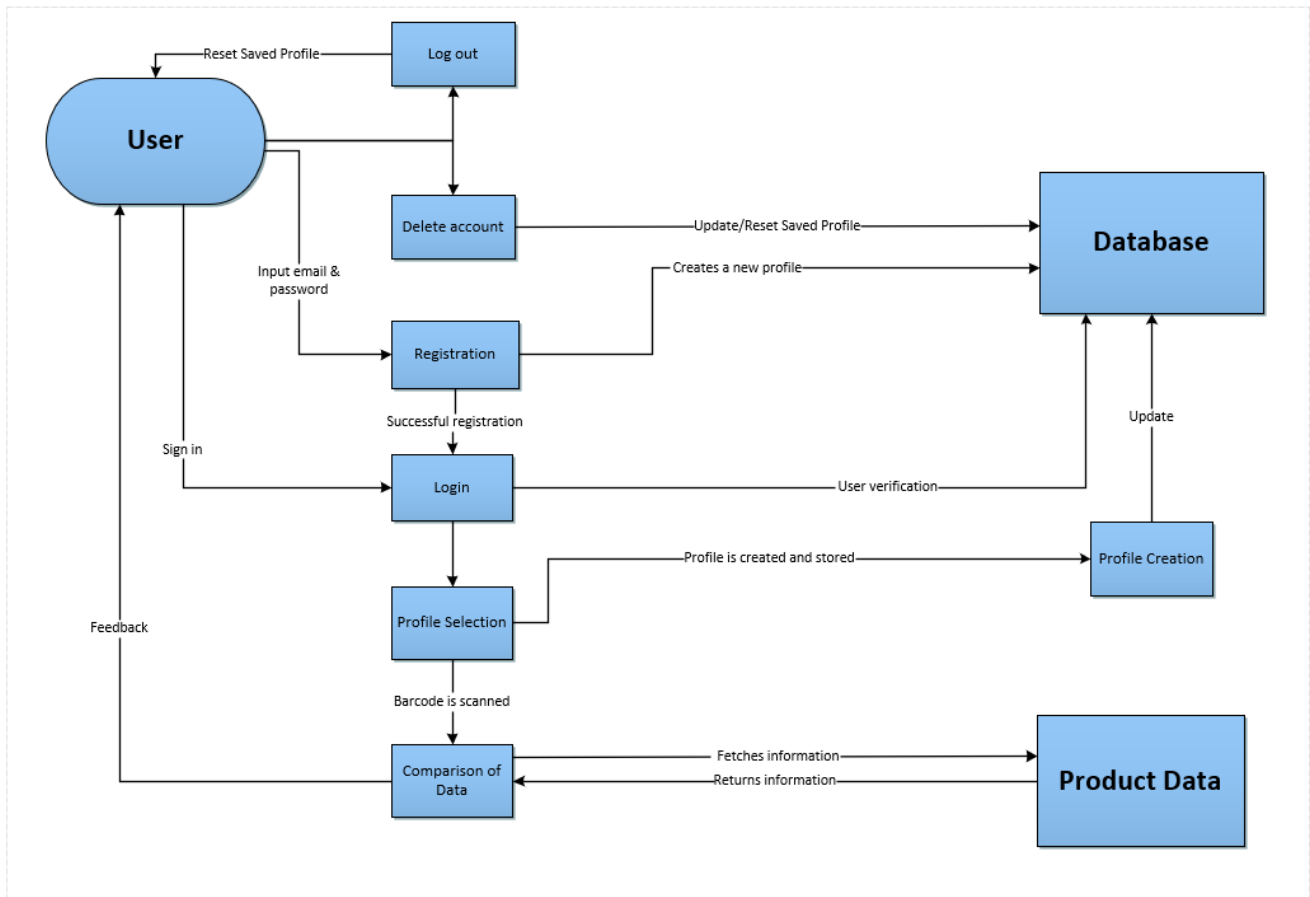 Reset Saved Profile
Log out
User
Delete account
Update/Reset Saved Profile
Database
Creates a new profile
Input email &
password
Registration
Successful registration
Update
Sign in
Login
User verification
Profile is created and stored
Profile Creation
Profile Selection
Feedback
Barcode is scanned
Fetches information
Comparison of
Data
Returns information
Product Data